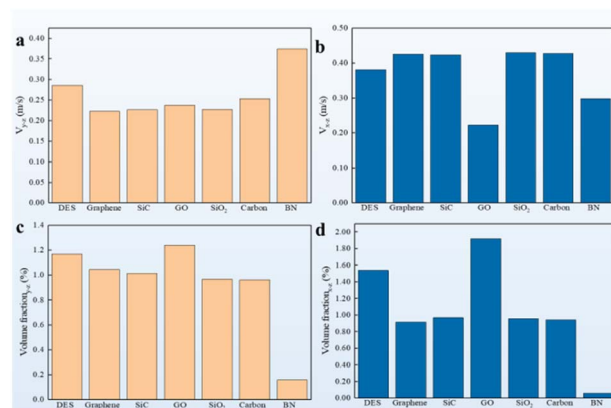 a
0.40
0.35
0.30
0.25
0.20
0.15
0.10
0.05
0.00
V y-z (m/s)
DES Graphene SiC GO SiO₂ Carbon BN
b
0.50
0.40
0.30
0.20
0.10
0.00
V x-z (m/s)
DES Graphene SiC GO SiO₂ Carbon BN
c
1.4
1.2
1.0
0.8
0.6
0.4
0.2
0.0
Volume fraction y-z (%)
DES Graphene SiC GO SiO₂ Carbon BN
d
2.00
1.80
1.60
1.40
1.20
1.00
0.80
0.60
0.40
0.20
0.00
Volume fraction x-z (%)
DES Graphene SiC GO SiO₂ Carbon BN